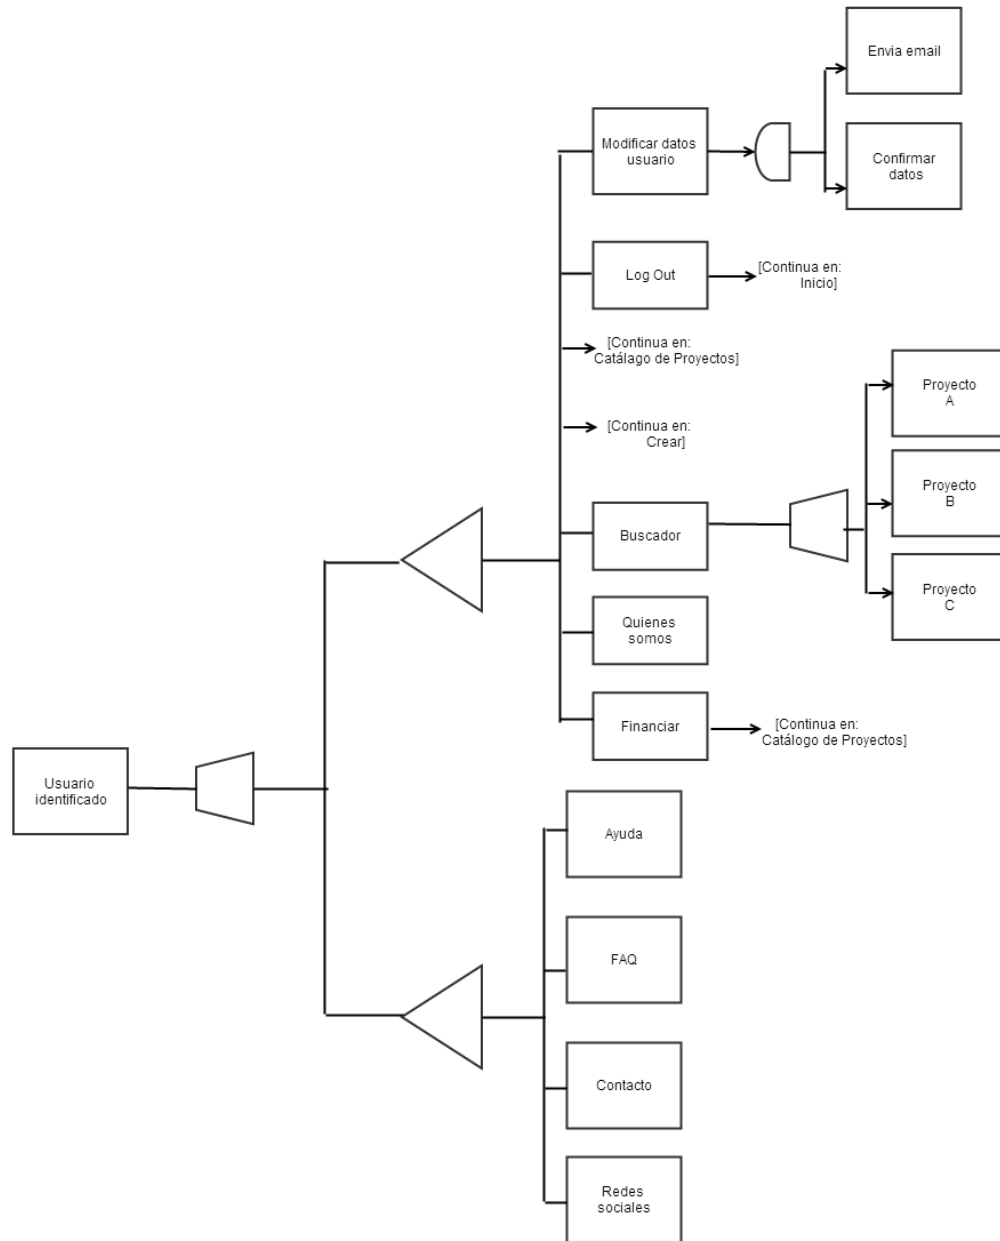 Envia email
Modificar datos
usuario
Confirmar
datos
Log Out
[Continua en:
Inicio]
[Continua en:
Catálago de Proyectos]
Proyecto
A
[Continua en:
Crear]
Proyecto
B
Buscador
Proyecto
C
Quienes
somos
Financiar
[Continua en:
Catálogo de Proyectos]
Usuario
identificado
Ayuda
FAQ
Contacto
Redes
sociales